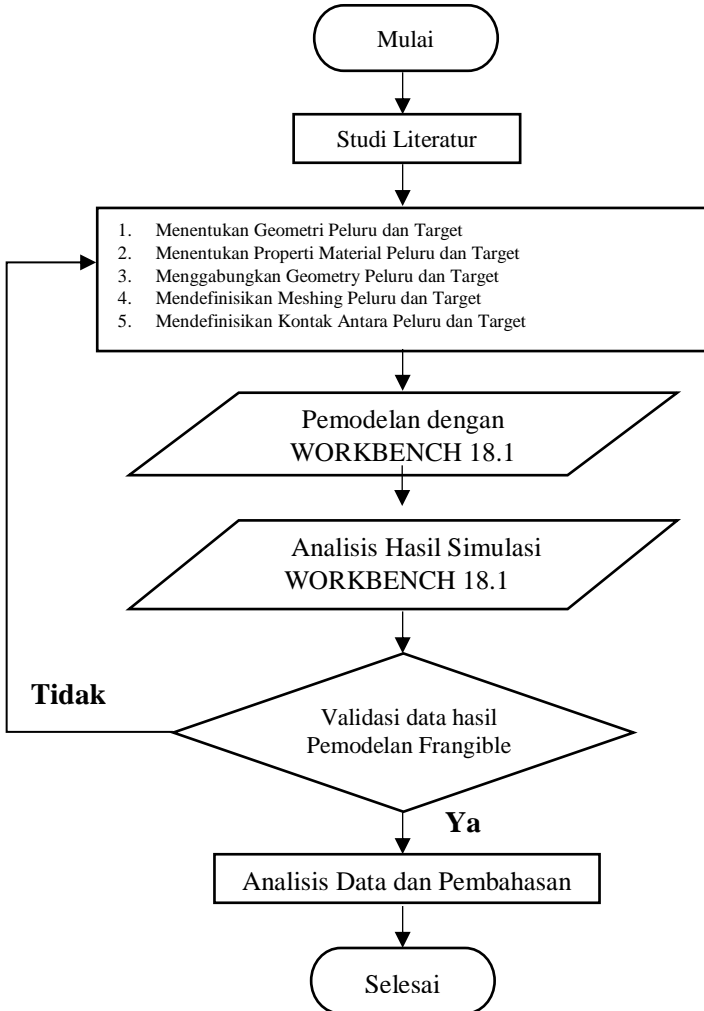 Mulai
Studi Literatur
1. Menentukan Geometri Peluru dan Target
2. Menentukan Properti Material Peluru dan Target
3. Menggabungkan Geometry Peluru dan Target
4. Mendefinisikan Meshing Peluru dan Target
5. Mendefinisikan Kontak Antara Peluru dan Target
Pemodelan dengan
WORKBENCH 18.1
Analisis Hasil Simulasi
WORKBENCH 18.1
Tidak
Validasi data hasil
Pemodelan Frangible
Ya
Analisis Data dan Pembahasan
Selesai